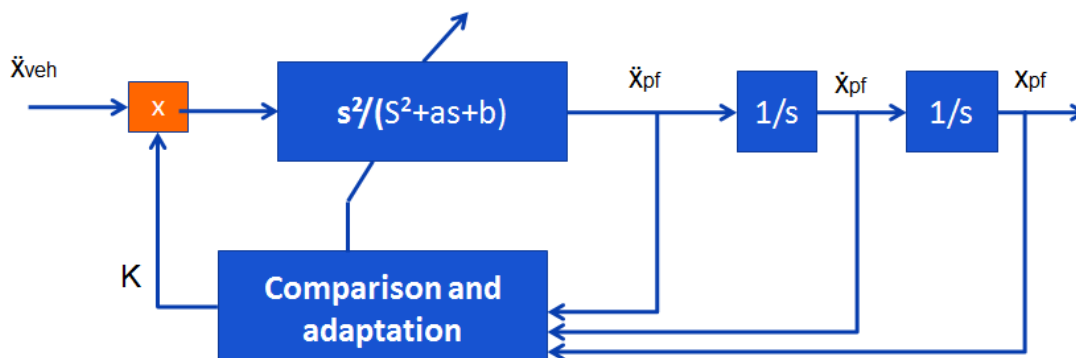 ẍveh
x
s²/(S²+as+b)
ẍpf
1/s
ẋpf
1/s
xpf
K
Comparison and
adaptation